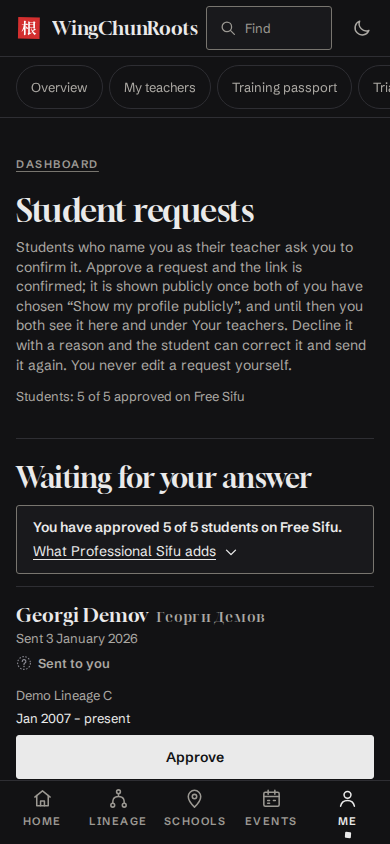 根 WingChunRoots Find
Overview My teachers Training passport Tria
DASHBOARD
Student requests
Students who name you as their teacher ask you to
confirm it. Approve a request and the link is
confirmed; it is shown publicly once both of you have
chosen “Show my profile publicly”, and until then you
both see it here and under Your teachers. Decline it
with a reason and the student can correct it and send
it again. You never edit a request yourself.
Students: 5 of 5 approved on Free Sifu
Waiting for your answer
You have approved 5 of 5 students on Free Sifu.
What Professional Sifu adds
Georgi Demov Георги Демов
Sent 3 January 2026
Sent to you
Demo Lineage C
Jan 2007 – present
Approve
HOME LINEAGE SCHOOLS EVENTS ME